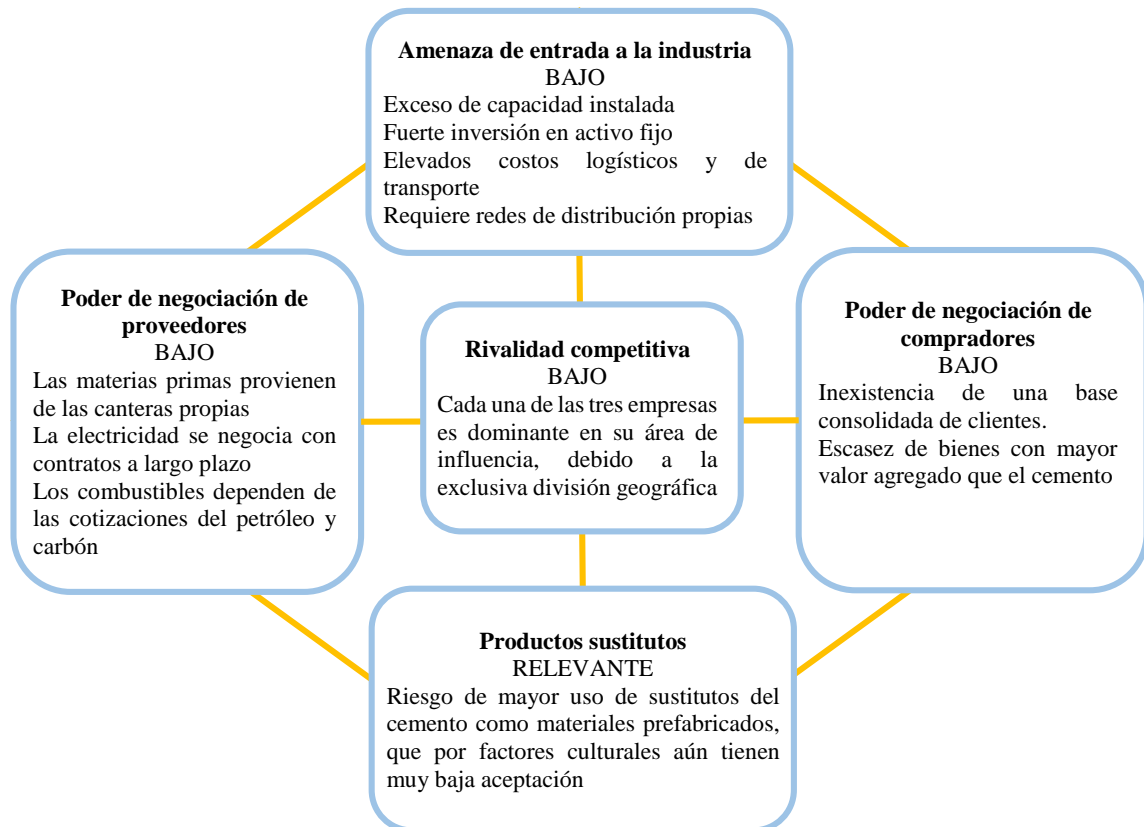 Amenaza de entrada a la industria
BAJO
Exceso de capacidad instalada
Fuerte inversión en activo fijo
Elevados costos logísticos y de
transporte
Requiere redes de distribución propias
Poder de negociación de
proveedores
BAJO
Las materias primas provienen
de las canteras propias
La electricidad se negocia con
contratos a largo plazo
Los combustibles dependen de
las cotizaciones del petróleo y
carbón
Rivalidad competitiva
BAJO
Cada una de las tres empresas
es dominante en su área de
influencia, debido a la
exclusiva división geográfica
Poder de negociación de
compradores
BAJO
Inexistencia de una base
consolidada de clientes.
Escasez de bienes con mayor
valor agregado que el cemento
Productos sustitutos
RELEVANTE
Riesgo de mayor uso de sustitutos del
cemento como materiales prefabricados,
que por factores culturales aún tienen
muy baja aceptación